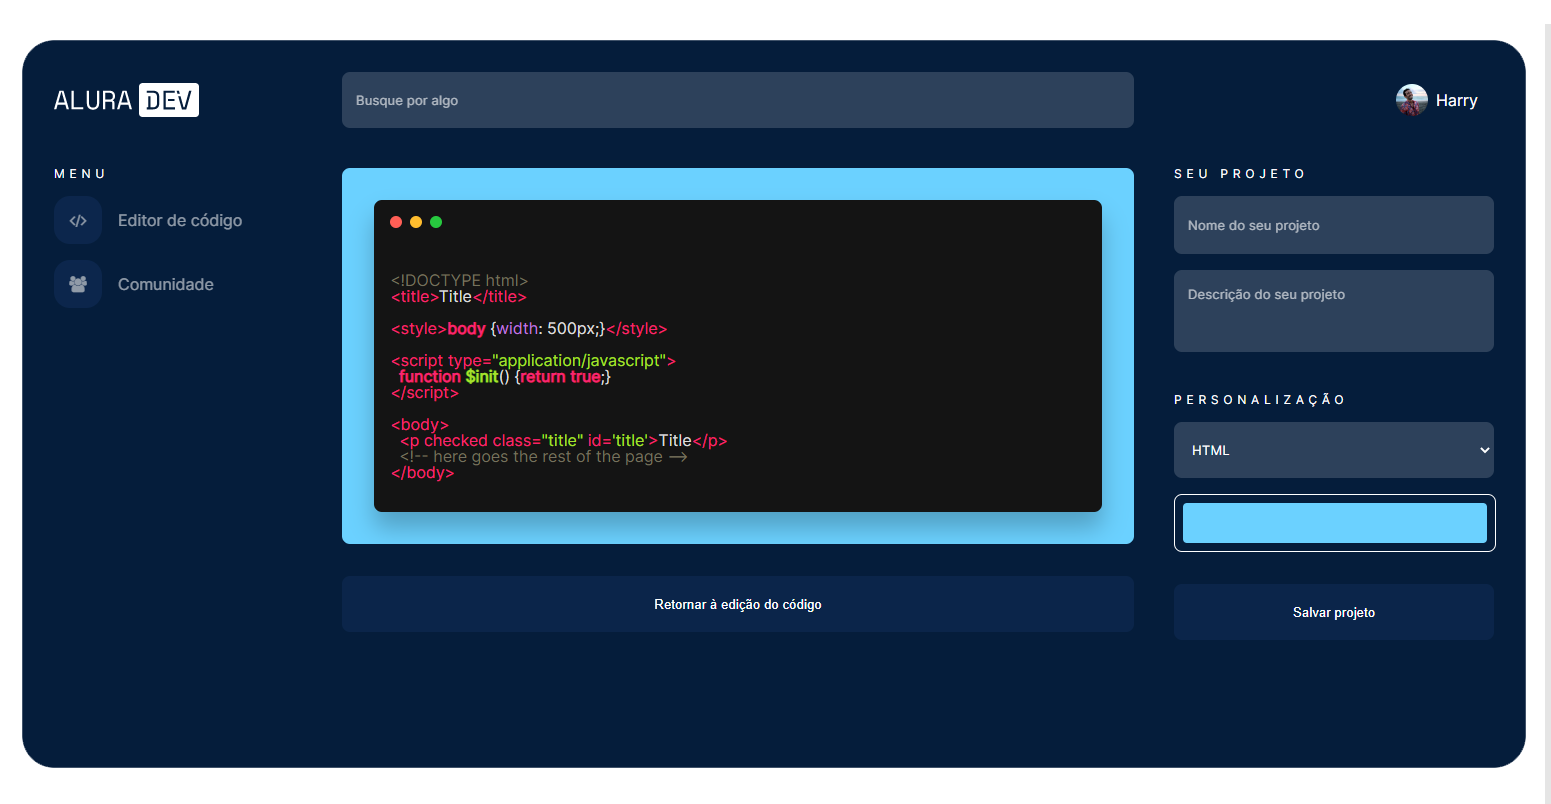 ALURA DEV
Busque por algo
Harry
MENU
Editor de código
Comunidade
<!DOCTYPE html>
<title>Title</title>
<style>body {width: 500px;}</style>
<script type="application/javascript">
function $init() {return true;}
</script>
<body>
<p checked class="title" id='title'>Title</p>
<!-- here goes the rest of the page -->
</body>
Retornar à edição do código
SEU PROJETO
Nome do seu projeto
Descrição do seu projeto
PERSONALIZAÇÃO
HTML
Salvar projeto